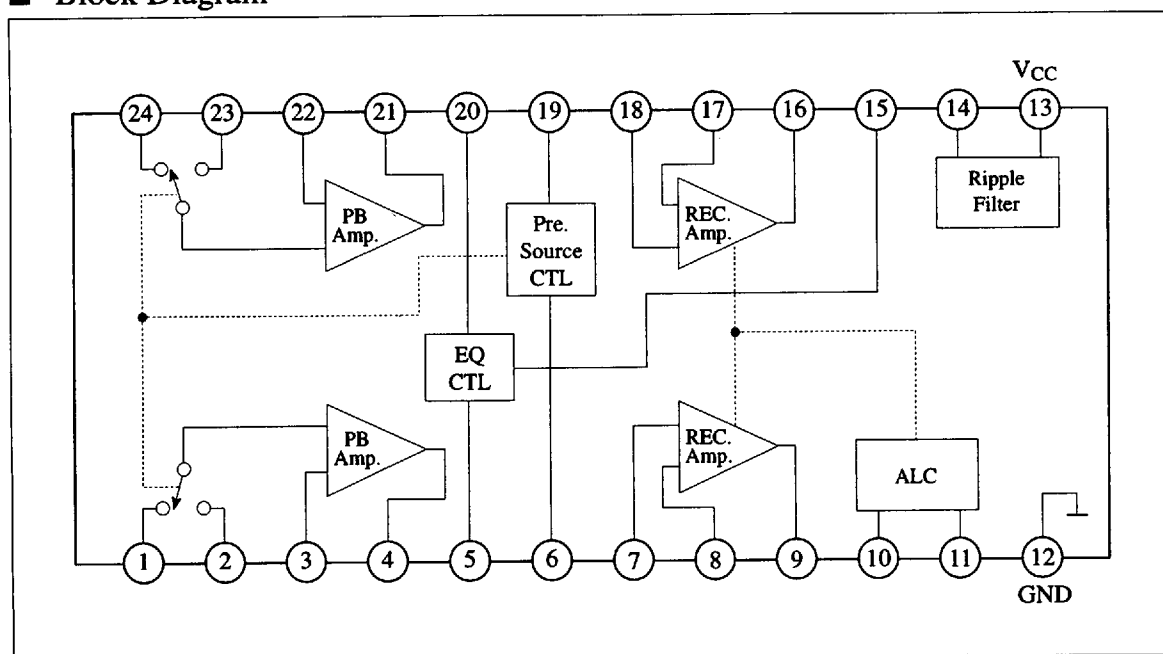 ■ Block Diagram
VCC
24 23 22 21 20 19 18 17 16 15 14 13
Ripple
Filter
PB
Amp.
Pre.
Source
CTL
REC.
Amp.
EQ
CTL
PB
Amp.
REC.
Amp.
ALC
1 2 3 4 5 6 7 8 9 10 11 12
GND